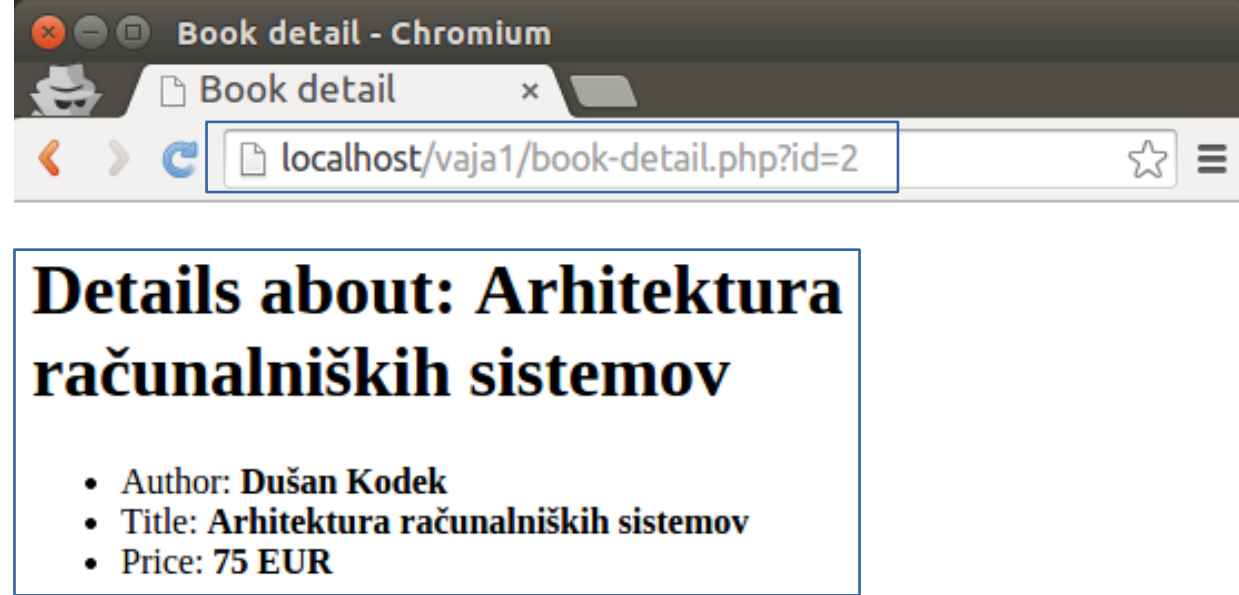 Book detail - Chromium
Book detail
localhost/vaja1/book-detail.php?id=2
Details about: Arhitektura
računalniških sistemov
• Author: Dušan Kodek
• Title: Arhitektura računalniških sistemov
• Price: 75 EUR